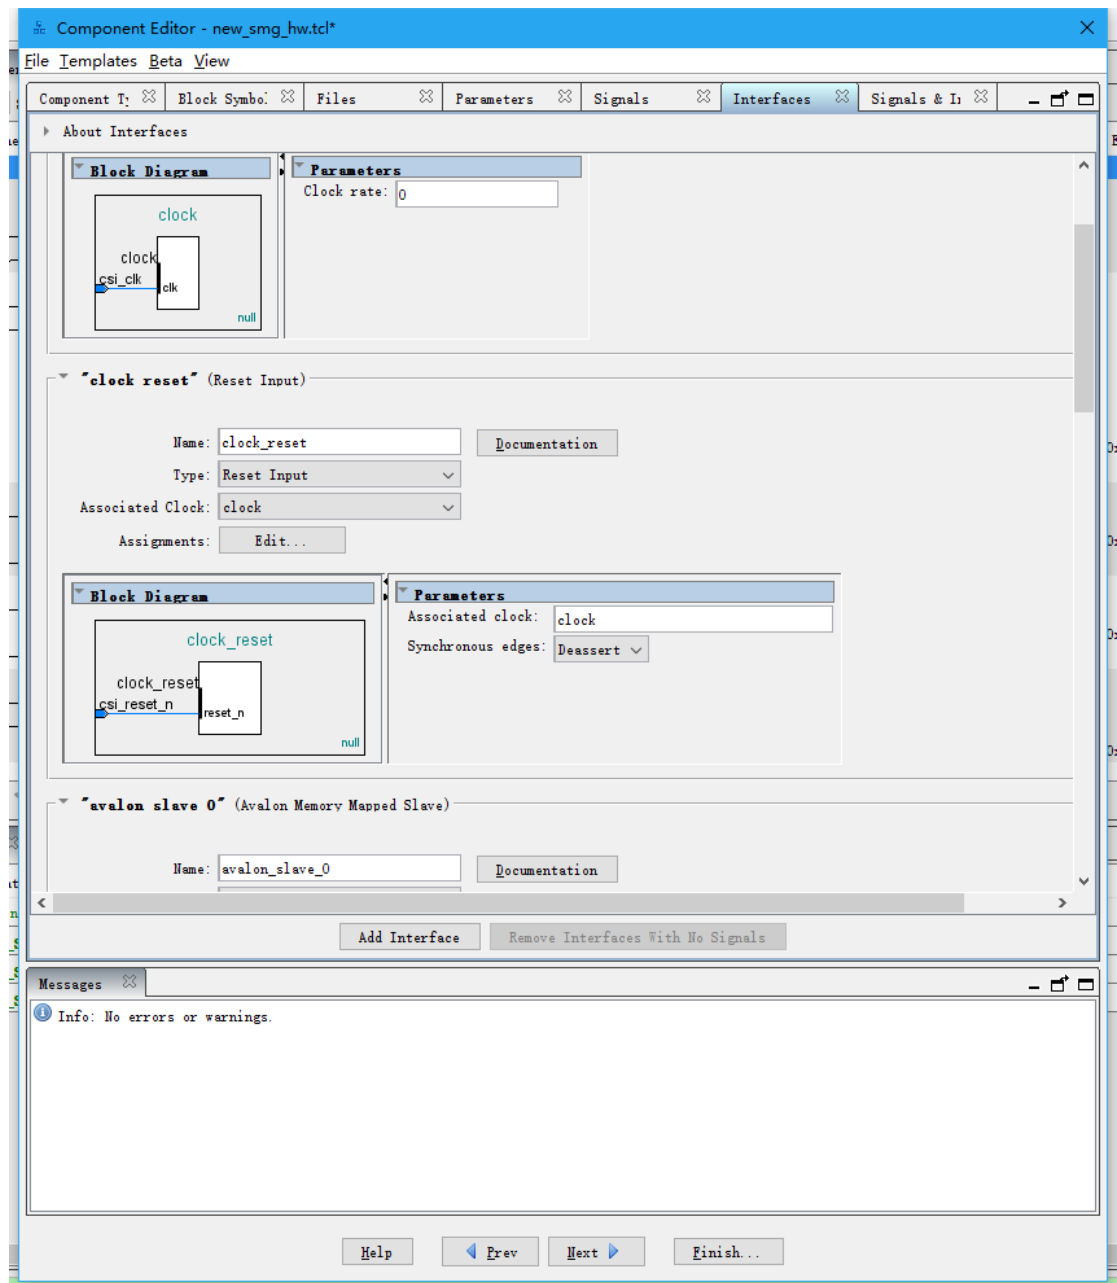 Component Editor - new_smg_hw.tcl*
File Templates Beta View
Component Ty Block Symbol Files Parameters Signals Interfaces Signals & In
About Interfaces
Block Diagram
Parameters
Clock rate: 0
clock
clock
csi_clk
clk
null
"clock reset" (Reset Input)
Name: clock_reset Documentation
Type: Reset Input
Associated Clock: clock
Assignments: Edit...
Block Diagram
Parameters
Associated clock: clock
Synchronous edges: Deassert
clock_reset
clock_reset
csi_reset_n
reset_n
null
"avalon slave 0" (Avalon Memory Mapped Slave)
Name: avalon_slave_0 Documentation
Add Interface Remove Interfaces With No Signals
Messages
Info: No errors or warnings.
Help Prev Next Finish...